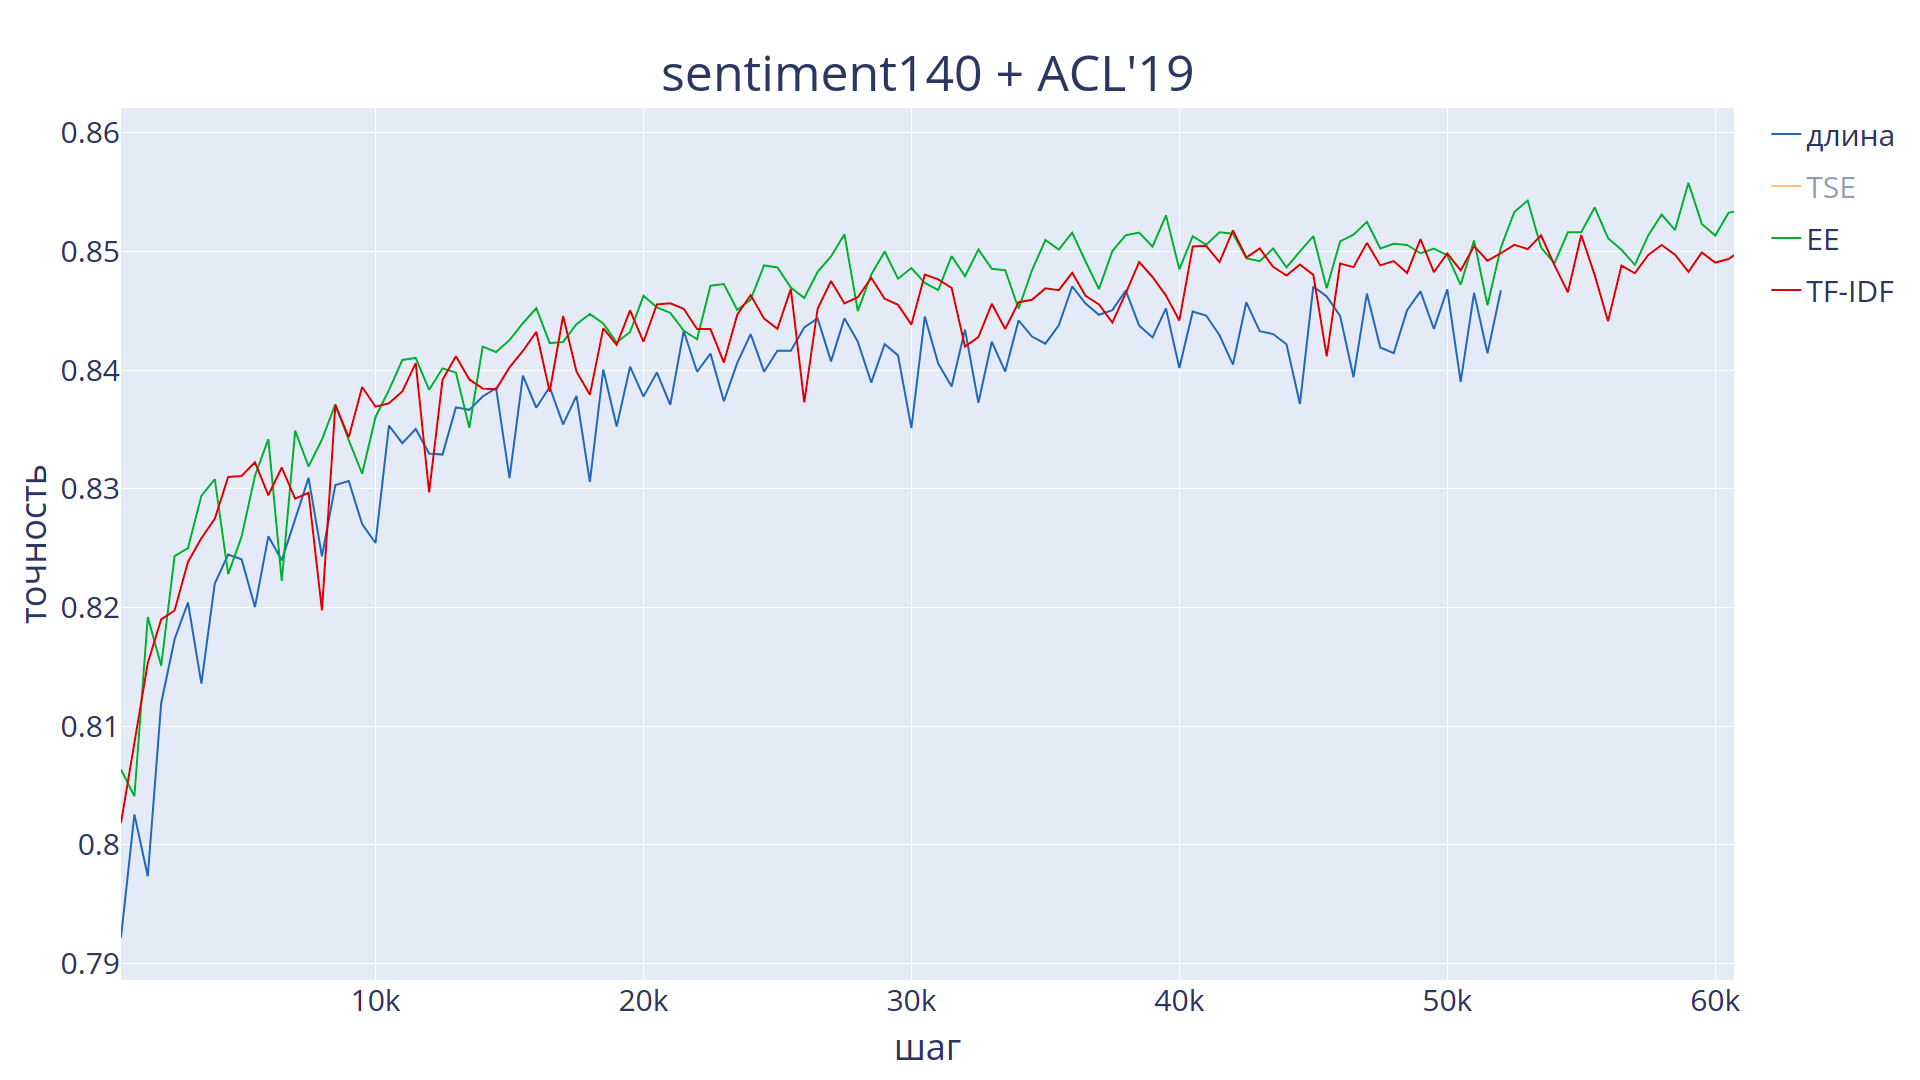 sentiment140 + ACL'19
0.86
0.85
0.84
0.83
0.82
0.81
0.8
0.79
точность
10k
20k
30k
40k
50k
60k
шаг
длина
TSE
EE
TF-IDF